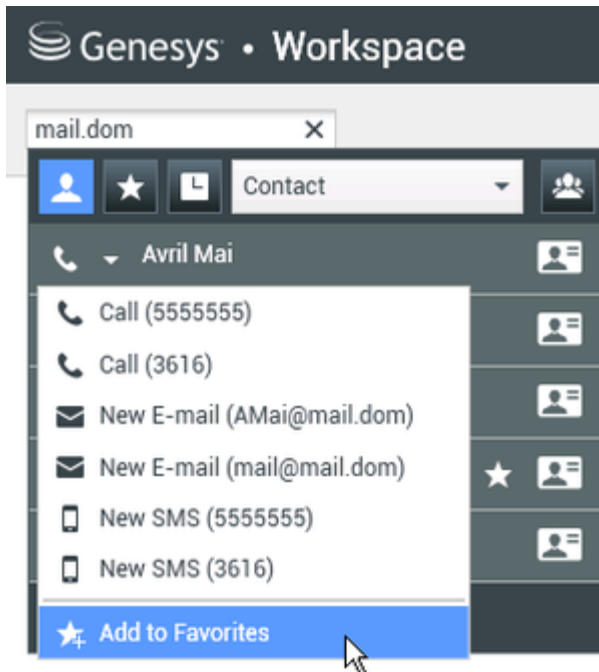 Genesys • Workspace
mail.dom
Contact
Avril Mai
Call (5555555)
Call (3616)
New E-mail (AMai@mail.dom)
New E-mail (mail@mail.dom)
New SMS (5555555)
New SMS (3616)
Add to Favorites